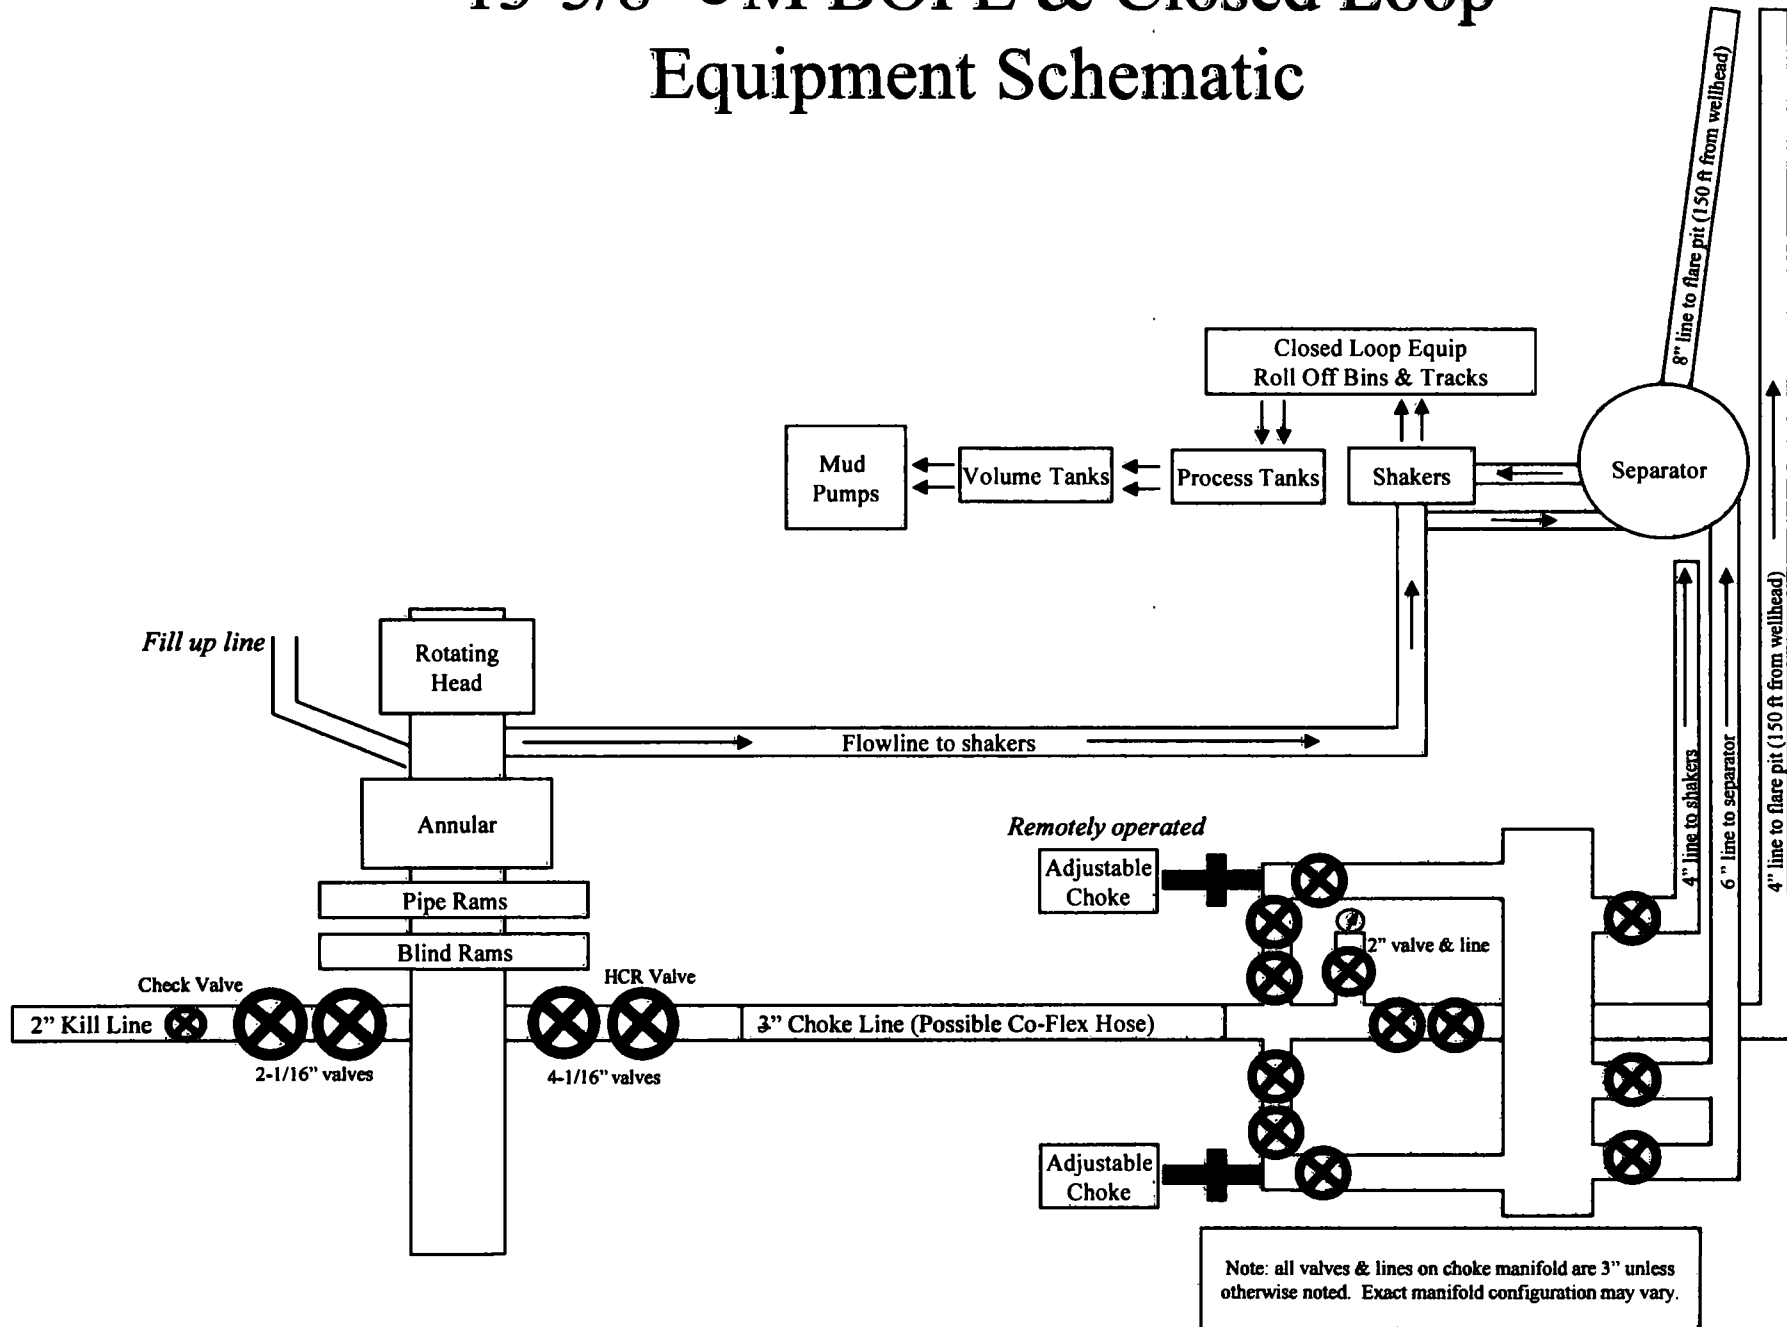 BOPE & Closed Loop
Equipment Schematic
8” line to flare pit (150 ft from wellhead)
Closed Loop Equip
Roll Off Bins & Tracks
Mud
Pumps
Volume Tanks
Process Tanks
Shakers
Separator
Fill up line
Rotating
Head
Flowline to shakers
Annular
Pipe Rams
Blind Rams
Check Valve
HCR Valve
2” Kill Line
3” Choke Line (Possible Co-Flex Hose)
2-1/16” valves
4-1/16” valves
Remotely operated
Adjustable
Choke
2” valve & line
Adjustable
Choke
4” line to shakers
6” line to separator
4” line to flare pit (150 ft from wellhead)
Note: all valves & lines on choke manifold are 3” unless
otherwise noted. Exact manifold configuration may vary.